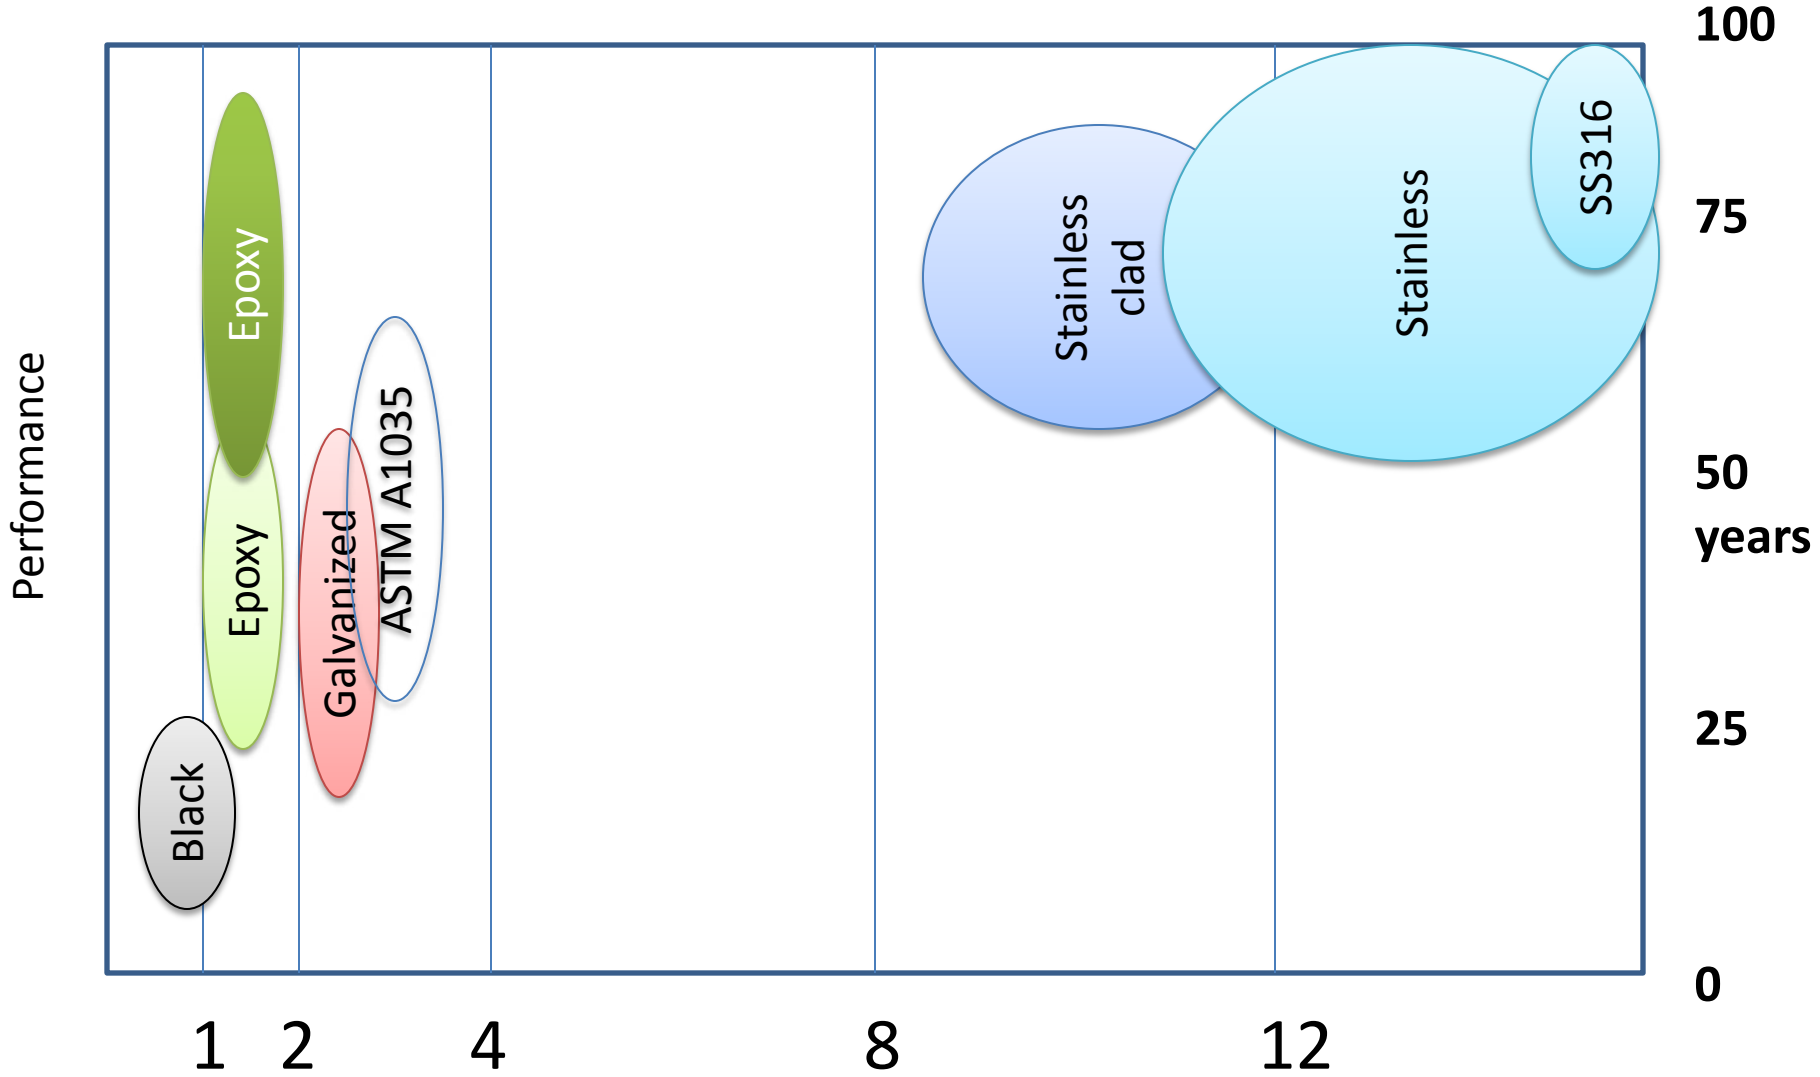 100
75
50
years
25
0
Performance
Epoxy
Epoxy
Black
Galvanized
ASTM A1035
Stainless
clad
Stainless
SS316
1
2
4
8
12